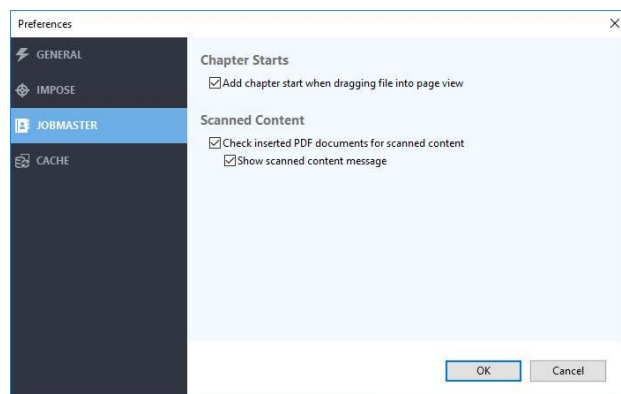 Preferences
GENERAL
IMPOSE
JOBMASTER
CACHE
Chapter Starts
Add chapter start when dragging file into page view
Scanned Content
Check inserted PDF documents for scanned content
Show scanned content message
OK
Cancel